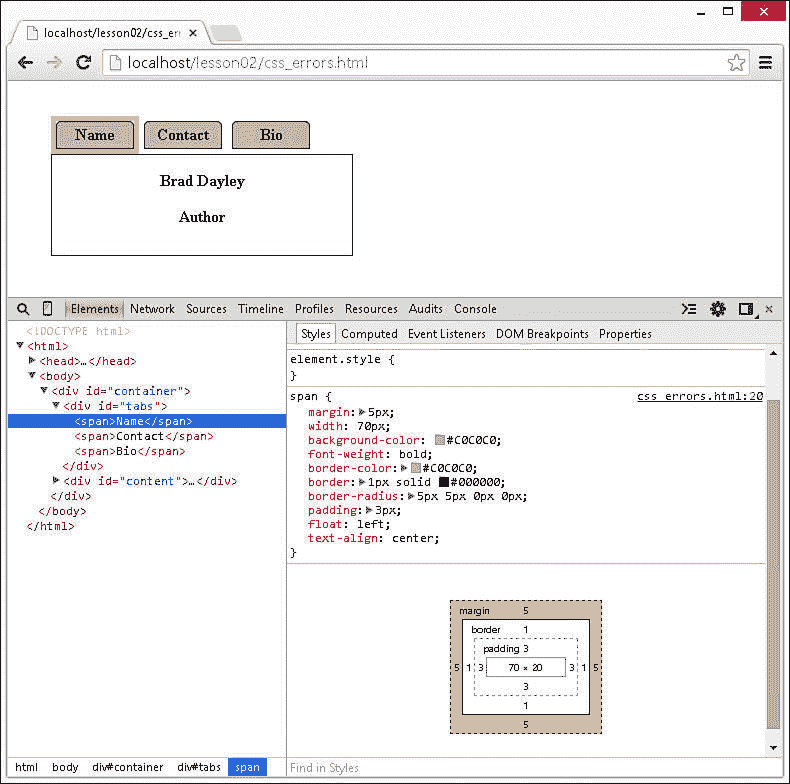 localhost/lesson02/css_err
localhost/lesson02/css_errors.html
Name Contact Bio
Brad Dayley
Author
Elements Network Sources Timeline Profiles Resources Audits Console
<!DOCTYPE html>
<html>
<head>…</head>
<body>
<div id="container">
<div id="tabs">
<span>Name</span>
<span>Contact</span>
<span>Bio</span>
</div>
<div id="content">…</div>
</div>
</body>
</html>
html body div#container div#tabs span
Styles Computed Event Listeners DOM Breakpoints Properties
element.style {
}
span { css_errors.html:20
margin: 5px;
width: 70px;
background-color: #C0C0C0;
font-weight: bold;
border-color: #C0C0C0;
border: 1px solid #000000;
border-radius: 5px 5px 0px 0px;
padding: 3px;
float: left;
text-align: center;
}
margin 5
border 1
padding 3
5 1 3 70 × 20 3 1 5
3
1
5
Find in Styles